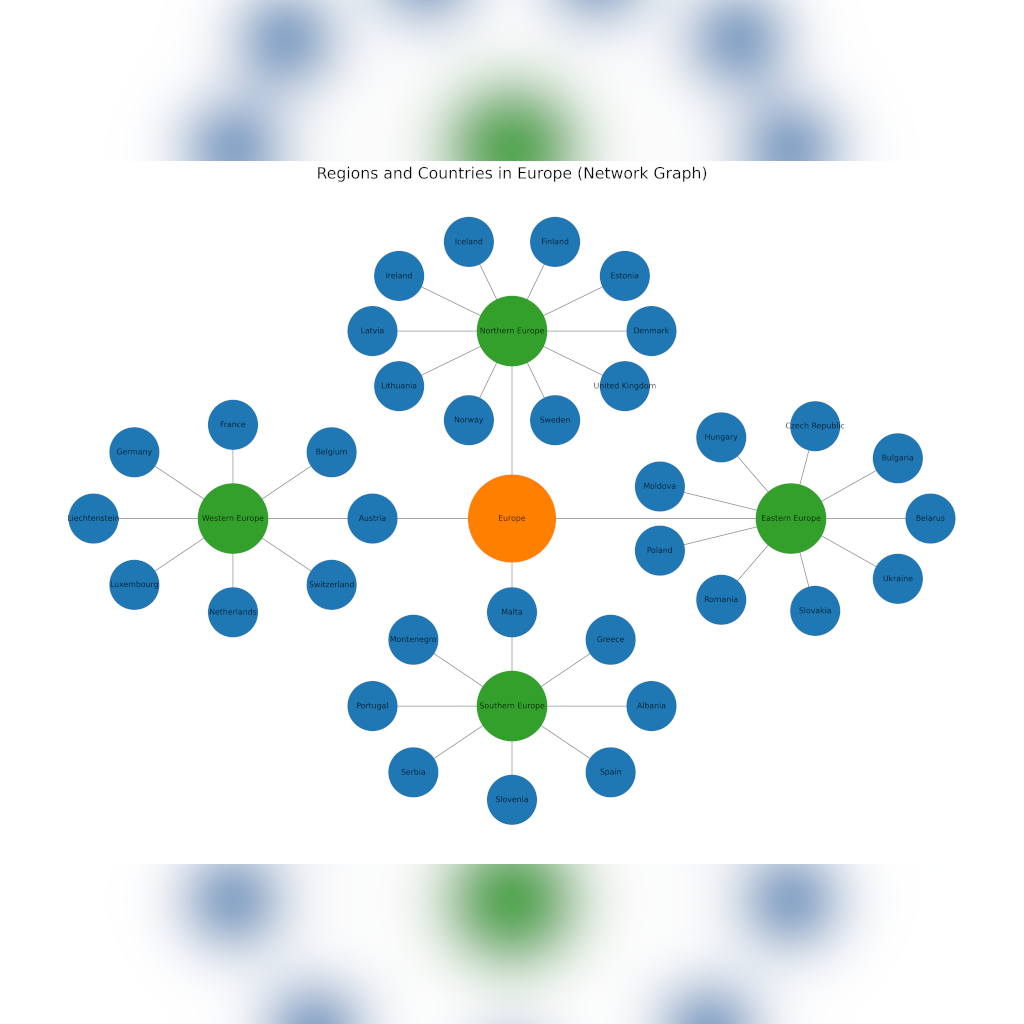 Regions and Countries in Europe (Network Graph)
Iceland
Finland
Ireland
Estonia
Latvia
Northern Europe
Denmark
Lithuania
United Kingdom
Norway
Sweden
France
Germany
Belgium
Liechtenstein
Western Europe
Austria
Luxembourg
Switzerland
Netherlands
Europe
Czech Republic
Hungary
Bulgaria
Moldova
Eastern Europe
Belarus
Poland
Ukraine
Romania
Slovakia
Malta
Montenegro
Greece
Portugal
Southern Europe
Albania
Serbia
Spain
Slovenia